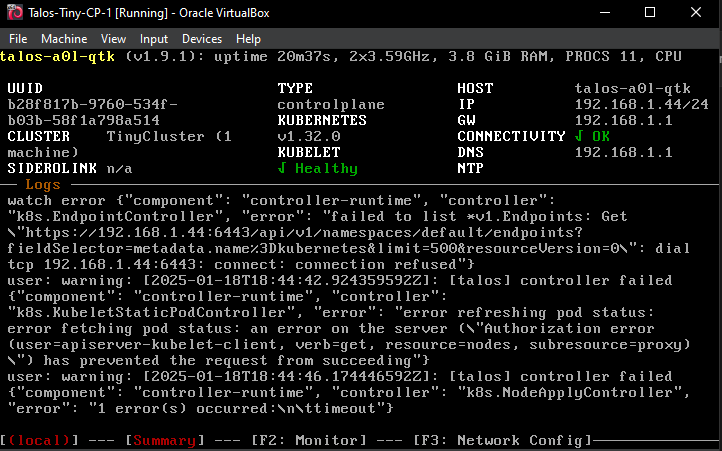 Talos-Tiny-CP-1 [Running] - Oracle VirtualBox
File Machine View Input Devices Help
talos-a0l-qtk (v1.9.1): uptime 20m37s, 2x3.59GHz, 3.8 GiB RAM, PROCS 11, CPU
UUID TYPE HOST talos-a0l-qtk
b28f817b-9760-534f- controlplane IP 192.168.1.44/24
b03b-58f1a798a514 KUBERNETES GW 192.168.1.1
CLUSTER TinyCluster (1 v1.32.0 CONNECTIVITY √ OK
machine) KUBELET DNS 192.168.1.1
SIDEROLINK n/a √ Healthy NTP
Logs
watch error {"component": "controller-runtime", "controller":
"k8s.EndpointController", "error": "failed to list *v1.Endpoints: Get
\"https://192.168.1.44:6443/api/v1/namespaces/default/endpoints?
fieldSelector=metadata.name%3Dkubernetes&limit=500&resourceVersion=0\": dial
tcp 192.168.1.44:6443: connect: connection refused"}
user: warning: [2025-01-18T18:44:42.924359592Z]: [talos] controller failed
{"component": "controller-runtime", "controller":
"k8s.KubeletStaticPodController", "error": "error refreshing pod status:
error fetching pod status: an error on the server (\"Authorization error
(user=apiserver-kubelet-client, verb=get, resource=nodes, subresource=proxy)
\") has prevented the request from succeeding"}
user: warning: [2025-01-18T18:44:46.174446592Z]: [talos] controller failed
{"component": "controller-runtime", "controller": "k8s.NodeApplyController",
"error": "1 error(s) occurred:\n\ttimeout"}
[(local)] --- [Summary] --- [F2: Monitor] --- [F3: Network Config]